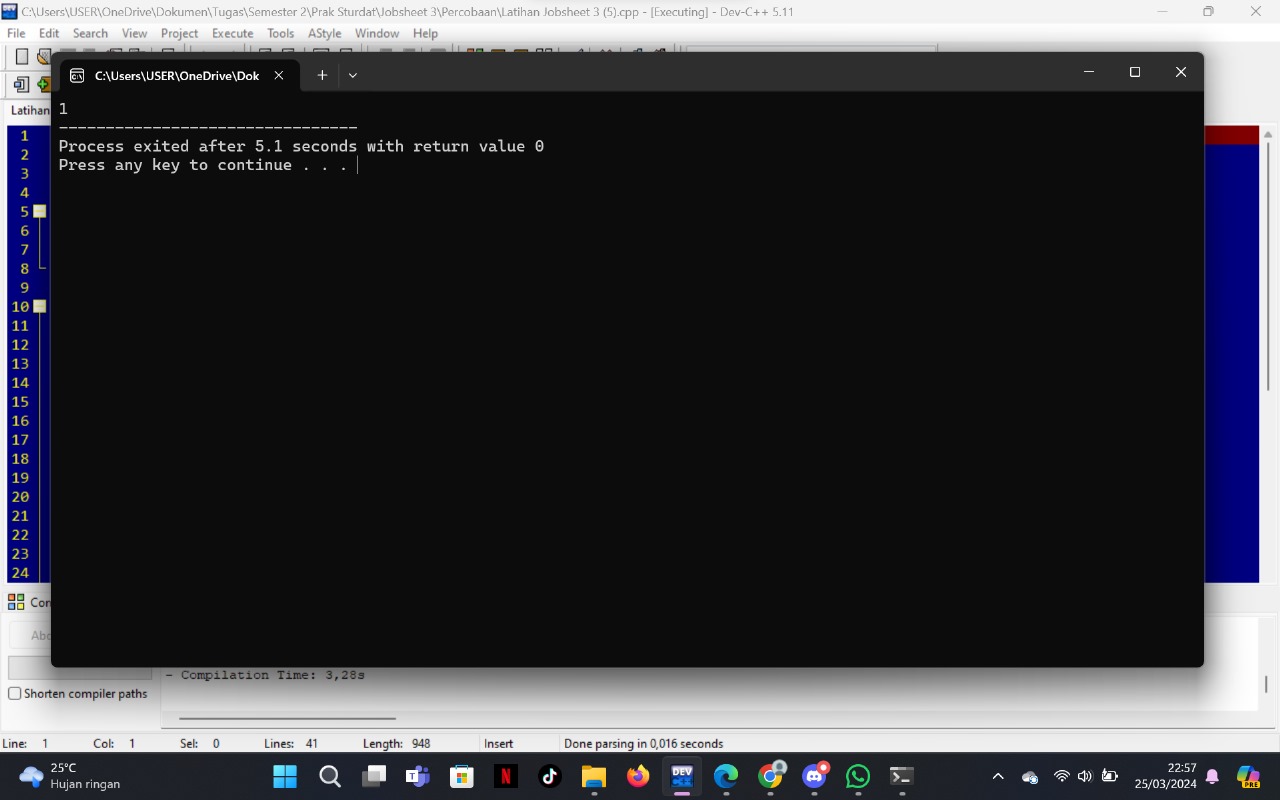 C:\Users\USER\OneDrive\Dokumen\Tugas\Semester 2\Prak Sturdat\Jobsheet 3\Percobaan\Latihan Jobsheet 3 (5).cpp - [Executing] - Dev-C++ 5.11
File Edit Search View Project Execute Tools AStyle Window Help
C:\Users\USER\OneDrive\Dok
Latihan
1
--------------------------------
Process exited after 5.1 seconds with return value 0
Press any key to continue . . .
1
2
3
4
5
6
7
8
9
10
11
12
13
14
15
16
17
18
19
20
21
22
23
24
- Compilation Time: 3,28s
Shorten compiler paths
Line: 1 Col: 1 Sel: 0 Lines: 41 Length: 948 Insert Done parsing in 0,016 seconds
25°C
Hujan ringan
DEV
22:57
25/03/2024
PRE